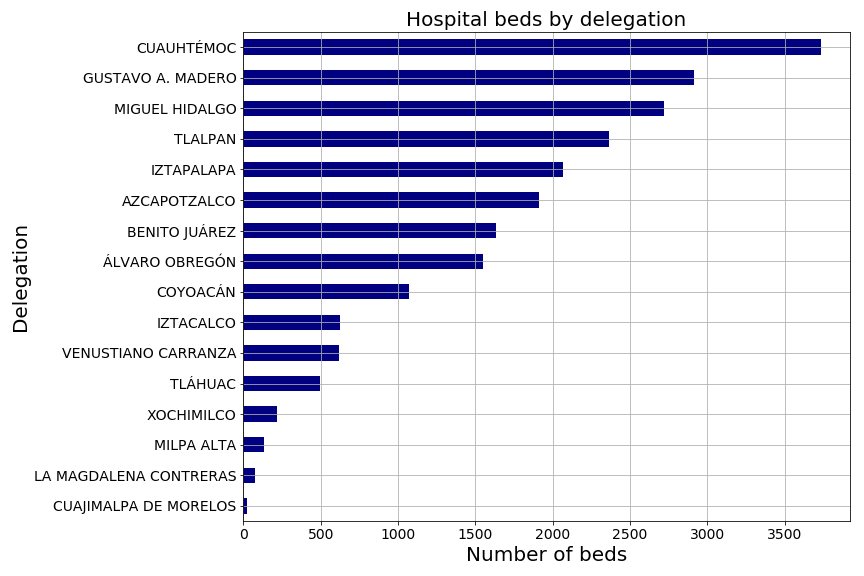 Hospital beds by delegation
CUAUHTÉMOC
GUSTAVO A. MADERO
MIGUEL HIDALGO
TLALPAN
IZTAPALAPA
AZCAPOTZALCO
BENITO JUÁREZ
ÁLVARO OBREGÓN
COYOACÁN
IZTACALCO
VENUSTIANO CARRANZA
TLÁHUAC
XOCHIMILCO
MILPA ALTA
LA MAGDALENA CONTRERAS
CUAJIMALPA DE MORELOS
Delegation
0 500 1000 1500 2000 2500 3000 3500
Number of beds